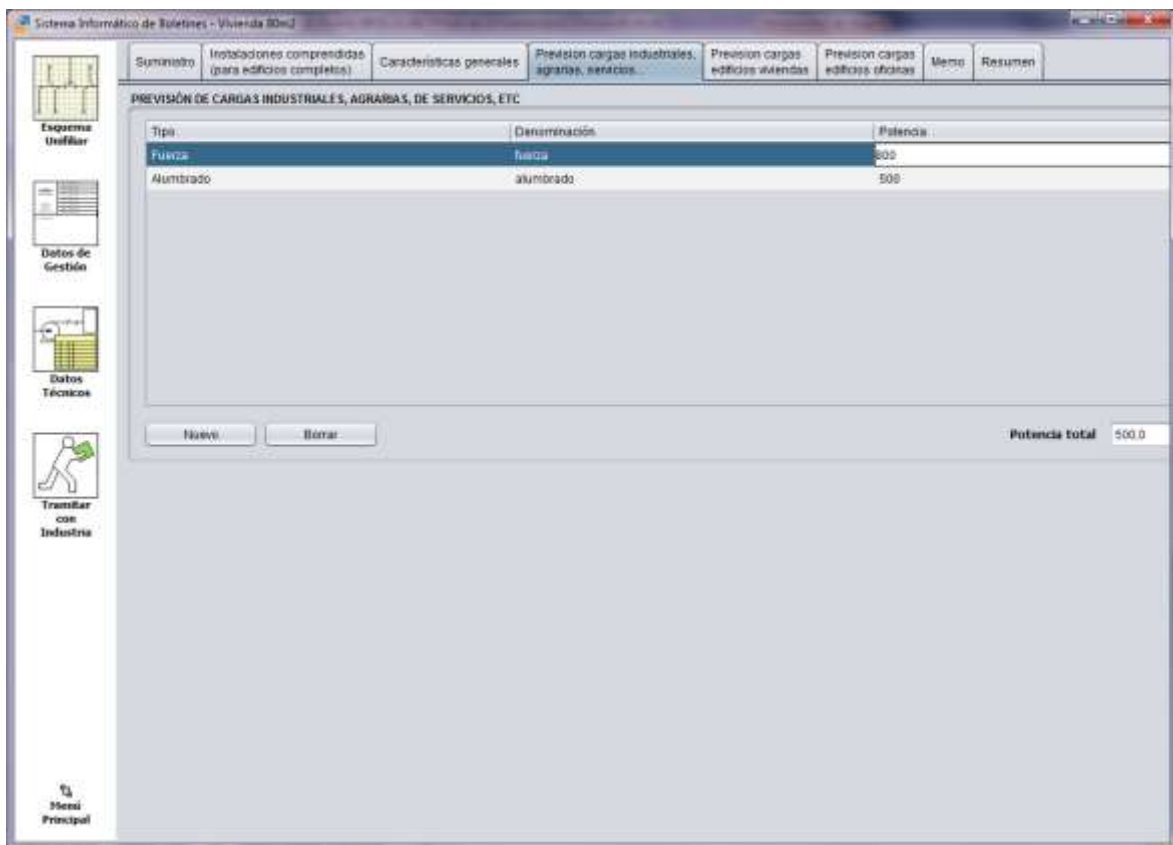 Sistema Informático de Boletines - Vivienda 80m2
Suministro
Instalaciones comprendidas
(para edificios completos)
Características generales
Prevision cargas industriales,
agrarias, servicios...
Prevision cargas
edificios viviendas
Prevision cargas
edificios oficinas
Memo
Resumen
PREVISIÓN DE CARGAS INDUSTRIALES, AGRARIAS, DE SERVICIOS, ETC
Tipo Denominación Potencia
Fuerza fuerza 800
Alumbrado alumbrado 500
Nuevo Borrar Potencia total 500.0
Esquema
Unifiliar
Datos de
Gestión
Datos
Técnicos
Tramitar
con
Industria
Menú
Principal